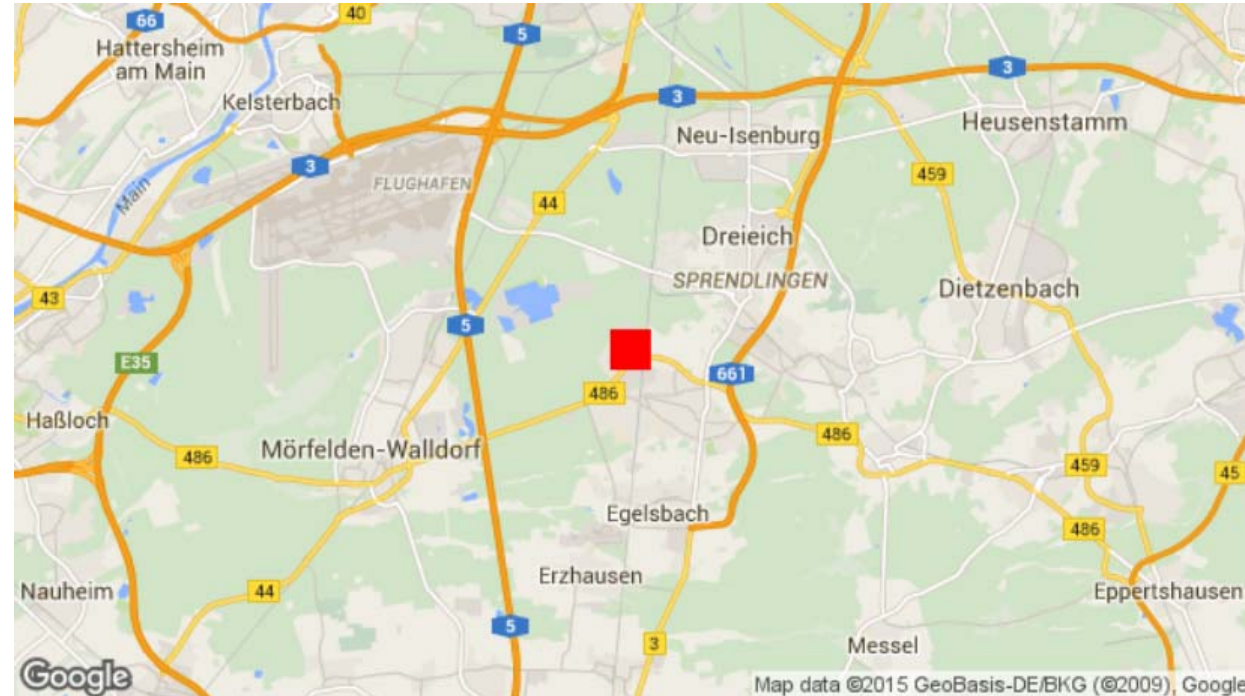 66
40
5
Hattersheim
am Main
3
Kelsterbach
3
Neu-Isenburg
Heusenstamm
3
FLUGHAFEN
459
Main
44
Dreieich
SPRENDLINGEN
Dietzenbach
43
5
E35
661
486
Haßloch
486
Mörfelden-Walldorf
486
459
45
Egelsbach
486
Erzhausen
Nauheim
44
Eppertshausen
5
3
Messel
Google
Map data ©2015 GeoBasis-DE/BKG (©2009), Google